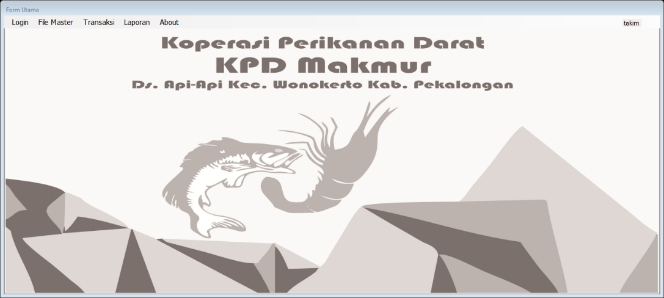 Form Utama
Login File Master Transaksi Laporan About
takim
Koperasi Perikanan Darat
KPD Makmur
Ds. Api-Api Kec. Wonokerto Kab. Pekalongan